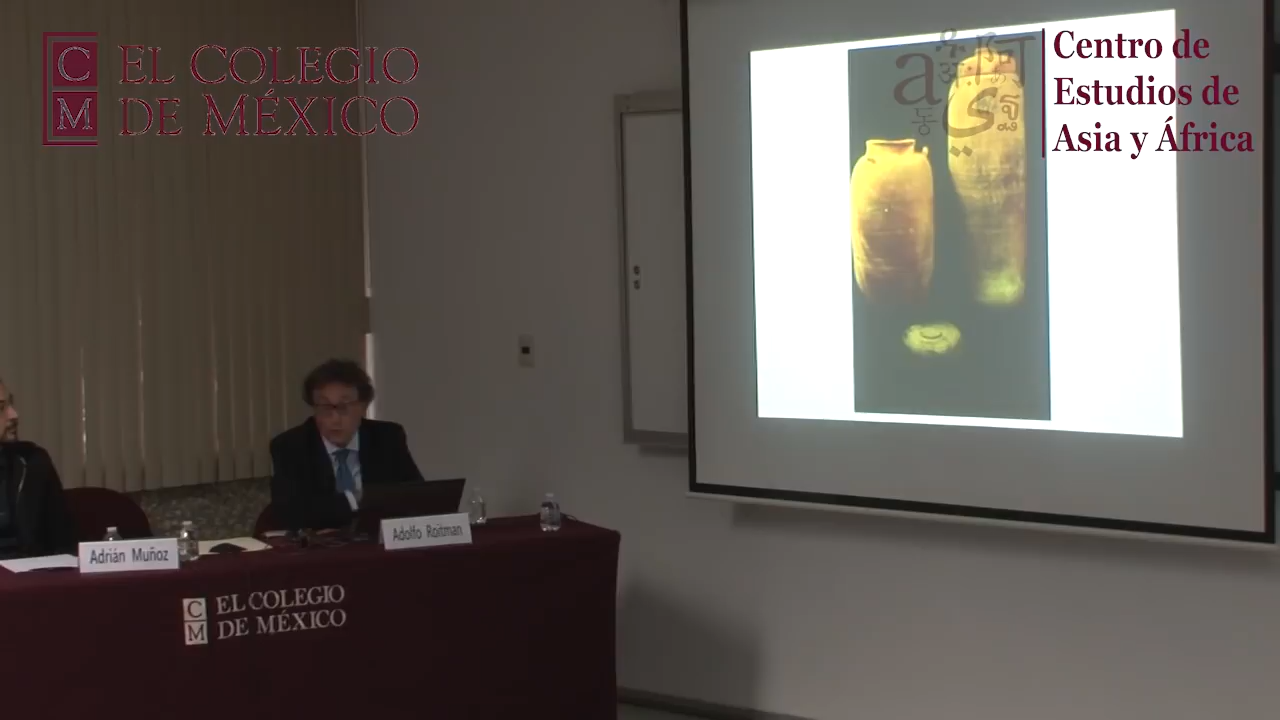 C M
EL COLEGIO
DE MÉXICO
Centro de
Estudios de
Asia y África
Adrián Muñoz
Adolfo Roitman
C M
EL COLEGIO
DE MÉXICO